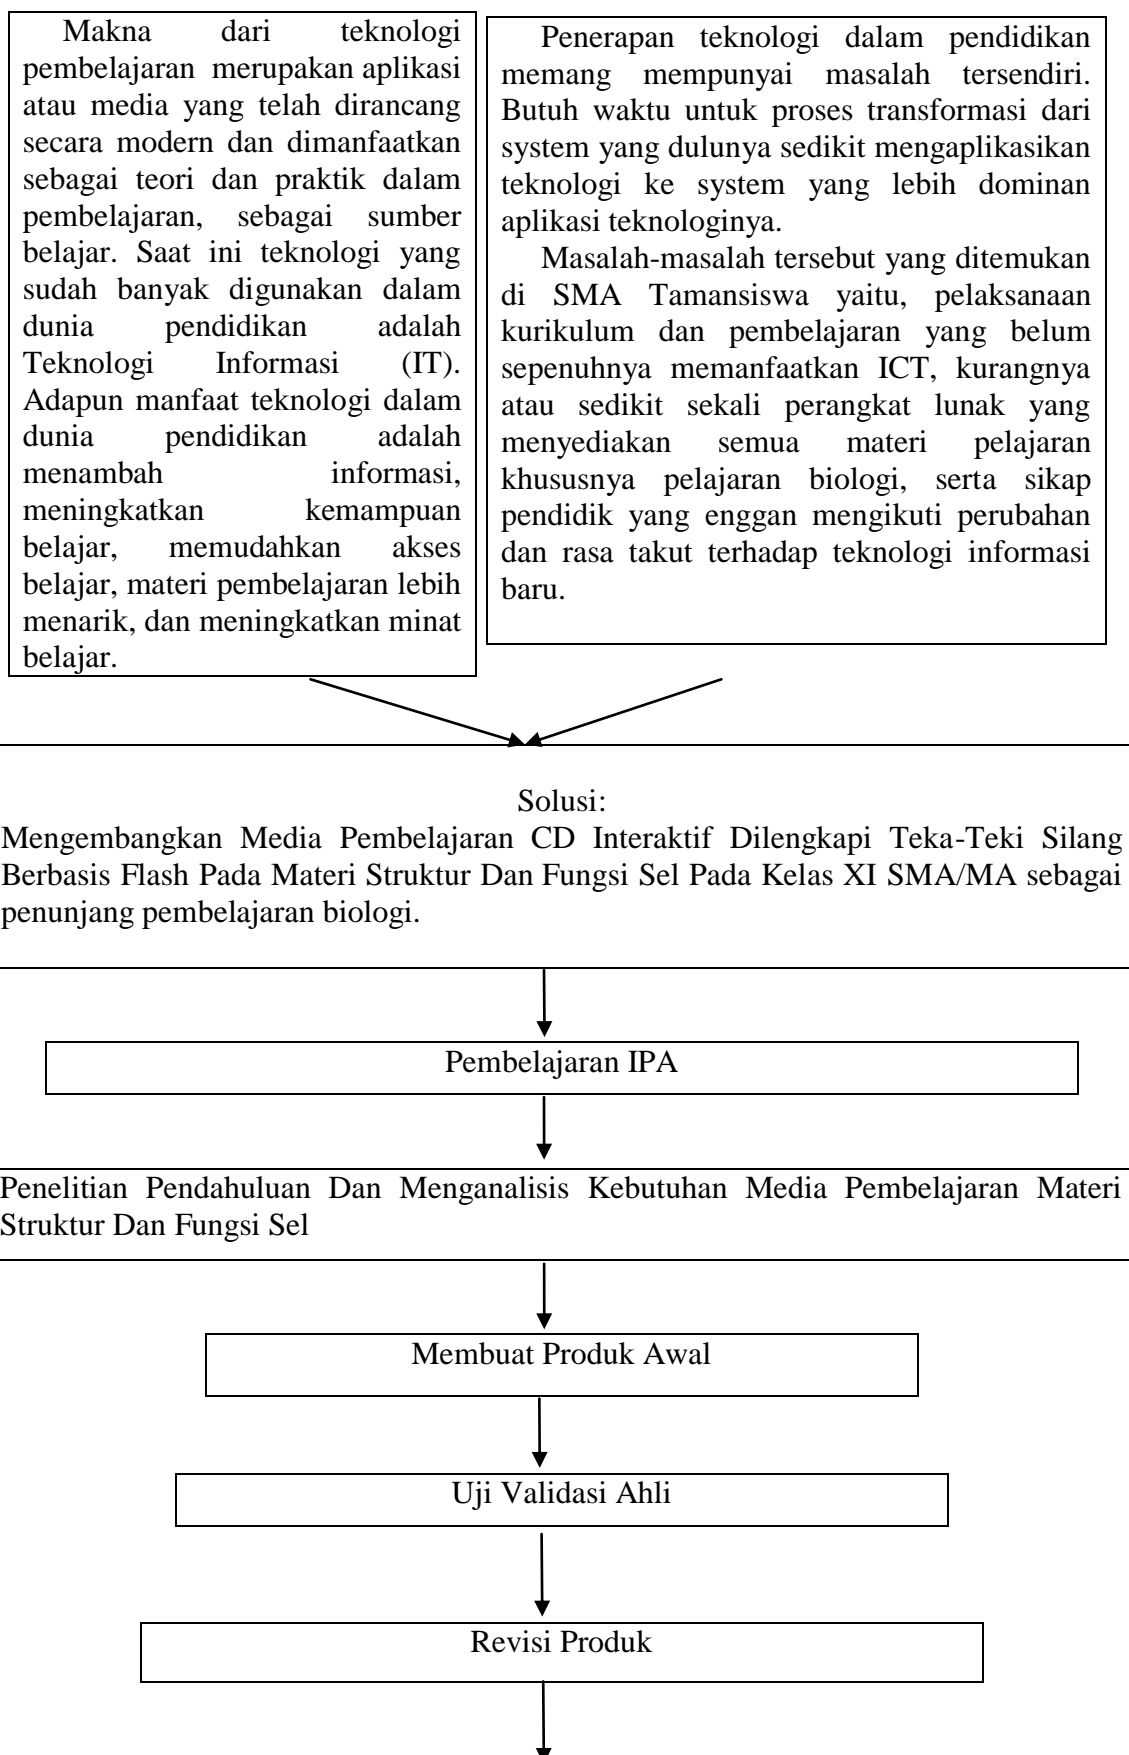 Makna dari teknologi
pembelajaran merupakan aplikasi
atau media yang telah dirancang
secara modern dan dimanfaatkan
sebagai teori dan praktik dalam
pembelajaran, sebagai sumber
belajar. Saat ini teknologi yang
sudah banyak digunakan dalam
dunia pendidikan adalah
Teknologi Informasi (IT).
Adapun manfaat teknologi dalam
dunia pendidikan adalah
menambah informasi,
meningkatkan kemampuan
belajar, memudahkan akses
belajar, materi pembelajaran lebih
menarik, dan meningkatkan minat
belajar.
Penerapan teknologi dalam pendidikan
memang mempunyai masalah tersendiri.
Butuh waktu untuk proses transformasi dari
system yang dulunya sedikit mengaplikasikan
teknologi ke system yang lebih dominan
aplikasi teknologinya.
Masalah-masalah tersebut yang ditemukan
di SMA Tamansiswa yaitu, pelaksanaan
kurikulum dan pembelajaran yang belum
sepenuhnya memanfaatkan ICT, kurangnya
atau sedikit sekali perangkat lunak yang
menyediakan semua materi pelajaran
khususnya pelajaran biologi, serta sikap
pendidik yang enggan mengikuti perubahan
dan rasa takut terhadap teknologi informasi
baru.
Solusi:
Mengembangkan Media Pembelajaran CD Interaktif Dilengkapi Teka-Teki Silang
Berbasis Flash Pada Materi Struktur Dan Fungsi Sel Pada Kelas XI SMA/MA sebagai
penunjang pembelajaran biologi.
Pembelajaran IPA
Penelitian Pendahuluan Dan Menganalisis Kebutuhan Media Pembelajaran Materi
Struktur Dan Fungsi Sel
Membuat Produk Awal
Uji Validasi Ahli
Revisi Produk